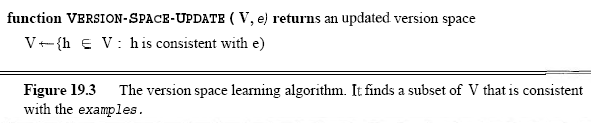 function VERSION-SPACE-UPDATE ( V, e) returns an updated version space
V←{h ∈ V : h is consistent with e)
Figure 19.3 The version space learning algorithm. It finds a subset of V that is consistent
with the examples.